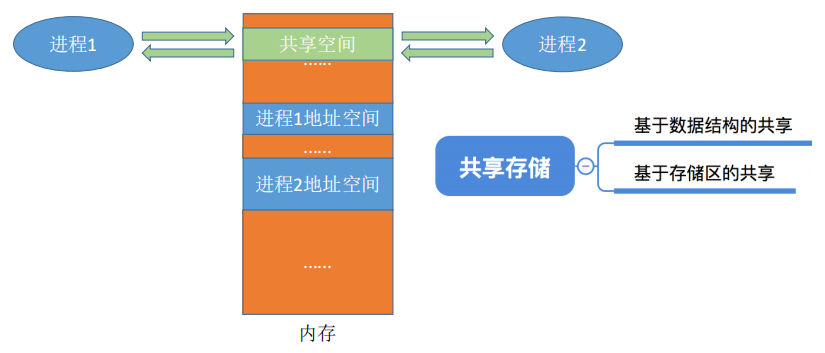 进程1
共享空间
进程2
……
进程1地址空间
……
进程2地址空间
……
内存
共享存储
基于数据结构的共享
基于存储区的共享